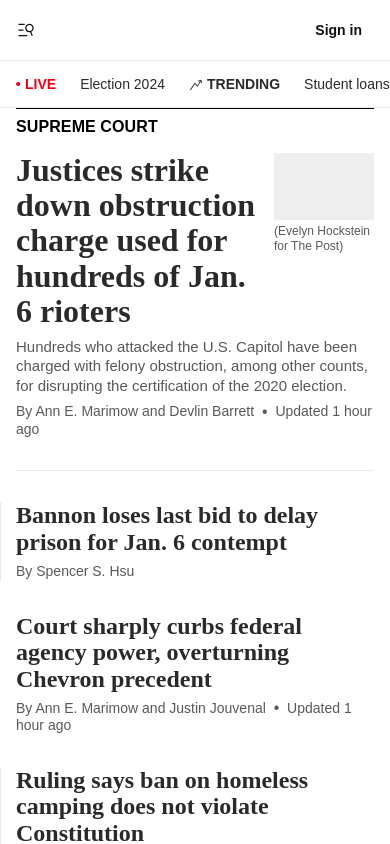 Sign in
LIVE Election 2024 TRENDING Student loans
SUPREME COURT
Justices strike
down obstruction
charge used for
hundreds of Jan.
6 rioters
(Evelyn Hockstein
for The Post)
Hundreds who attacked the U.S. Capitol have been
charged with felony obstruction, among other counts,
for disrupting the certification of the 2020 election.
By Ann E. Marimow and Devlin Barrett • Updated 1 hour
ago
Bannon loses last bid to delay
prison for Jan. 6 contempt
By Spencer S. Hsu
Court sharply curbs federal
agency power, overturning
Chevron precedent
By Ann E. Marimow and Justin Jouvenal • Updated 1
hour ago
Ruling says ban on homeless
camping does not violate
Constitution